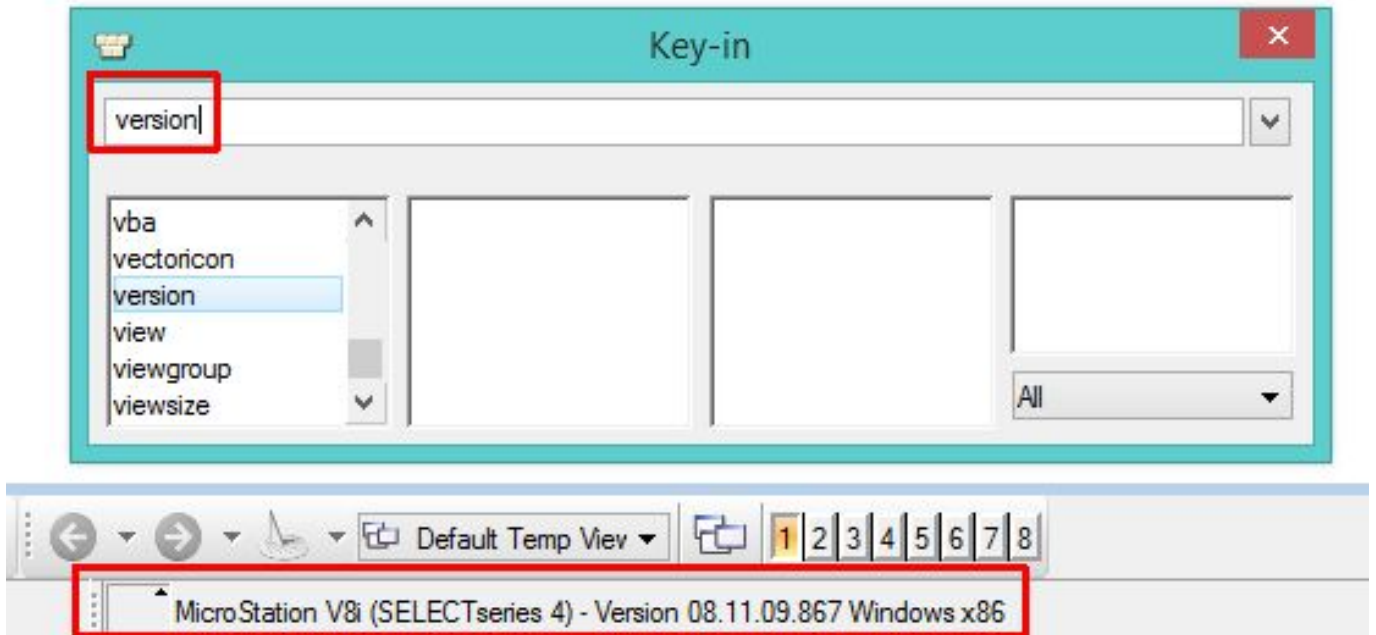 Key-in
version
vba
vectoricon
version
view
viewgroup
viewsize
All
Default Temp Viev
1 2 3 4 5 6 7 8
MicroStation V8i (SELECTseries 4) - Version 08.11.09.867 Windows x86